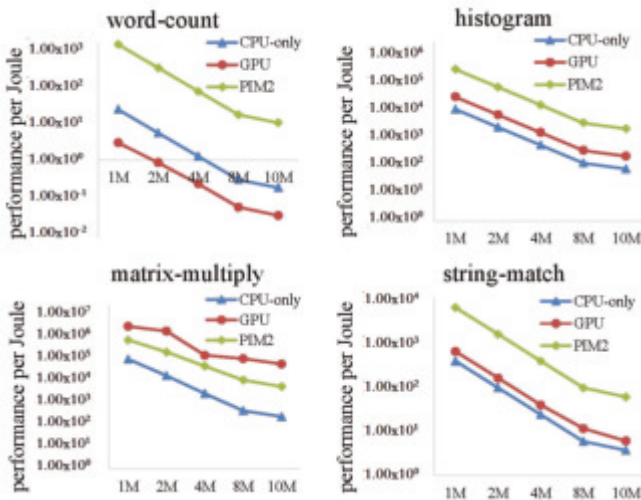 word-count
performance per Joule
1.00x10³
1.00x10²
1.00x10¹
1.00x10⁰
1.00x10⁻¹
1.00x10⁻²
CPU-only
GPU
PIM2
1M 2M 4M 8M 10M
histogram
performance per Joule
1.00x10⁶
1.00x10⁵
1.00x10⁴
1.00x10³
1.00x10²
1.00x10¹
1.00x10⁰
CPU-only
GPU
PIM2
1M 2M 4M 8M 10M
matrix-multiply
performance per Joule
1.00x10⁷
1.00x10⁶
1.00x10⁵
1.00x10⁴
1.00x10³
1.00x10²
1.00x10¹
1.00x10⁰
CPU-only
GPU
PIM2
1M 2M 4M 8M 10M
string-match
performance per Joule
1.00x10⁴
1.00x10³
1.00x10²
1.00x10¹
1.00x10⁰
CPU-only
GPU
PIM2
1M 2M 4M 8M 10M